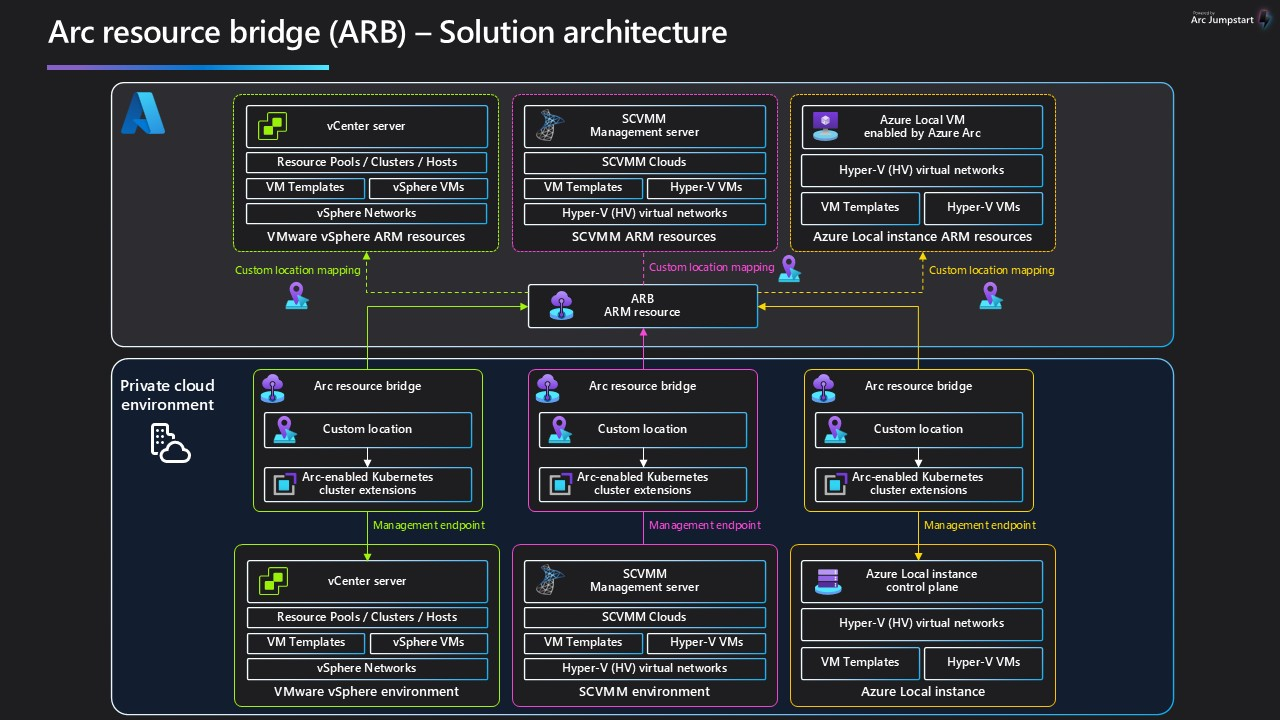 Arc resource bridge (ARB) – Solution architecture
Powered by
Arc Jumpstart
vCenter server
Resource Pools / Clusters / Hosts
VM Templates
vSphere VMs
vSphere Networks
VMware vSphere ARM resources
SCVMM
Management server
SCVMM Clouds
VM Templates
Hyper-V VMs
Hyper-V (HV) virtual networks
SCVMM ARM resources
Azure Local VM
enabled by Azure Arc
Hyper-V (HV) virtual networks
VM Templates
Hyper-V VMs
Azure Local instance ARM resources
Custom location mapping
Custom location mapping
Custom location mapping
ARB
ARM resource
Private cloud
environment
Arc resource bridge
Custom location
Arc-enabled Kubernetes
cluster extensions
Management endpoint
Arc resource bridge
Custom location
Arc-enabled Kubernetes
cluster extensions
Management endpoint
Arc resource bridge
Custom location
Arc-enabled Kubernetes
cluster extensions
Management endpoint
vCenter server
Resource Pools / Clusters / Hosts
VM Templates
vSphere VMs
vSphere Networks
VMware vSphere environment
SCVMM
Management server
SCVMM Clouds
VM Templates
Hyper-V VMs
Hyper-V (HV) virtual networks
SCVMM environment
Azure Local instance
control plane
Hyper-V (HV) virtual networks
VM Templates
Hyper-V VMs
Azure Local instance